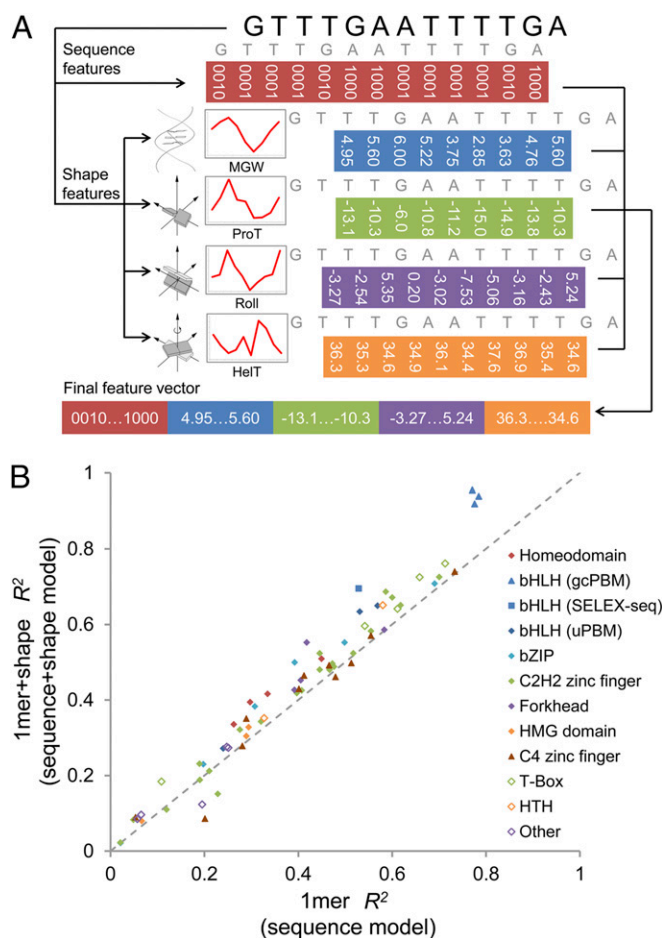 A
GTTTGAATTTTGA
Sequence features
G T T T G A A T T T T G A
0010 0001 0001 0001 0010 1000 1000 0001 0001 0001 0001 0010 1000
Shape features
G T T T G A A T T T T G A
4.95 5.60 6.00 5.22 3.75 2.85 3.63 4.76 5.60
MGW
G T T T G A A T T T T G A
-13.1 -10.3 -6.0 -10.8 -11.2 -15.0 -14.9 -13.8 -10.3
ProT
G T T T G A A T T T T G A
-3.27 -2.54 5.35 0.20 -3.02 -7.53 -5.06 -3.16 -2.43 5.24
Roll
G T T T G A A T T T T G A
36.3 35.3 34.6 34.9 36.1 34.4 37.6 36.9 35.4 34.6
HelT
Final feature vector
0010...1000 4.95...5.60 -13.1...-10.3 -3.27...5.24 36.3....34.6
B
1mer+shape R²
(sequence+shape model)
1
0.8
0.6
0.4
0.2
0
0 0.2 0.4 0.6 0.8 1
1mer R²
(sequence model)
Homeodomain
bHLH (gcPBM)
bHLH (SELEX-seq)
bHLH (uPBM)
bZIP
C2H2 zinc finger
Forkhead
HMG domain
C4 zinc finger
T-Box
HTH
Other